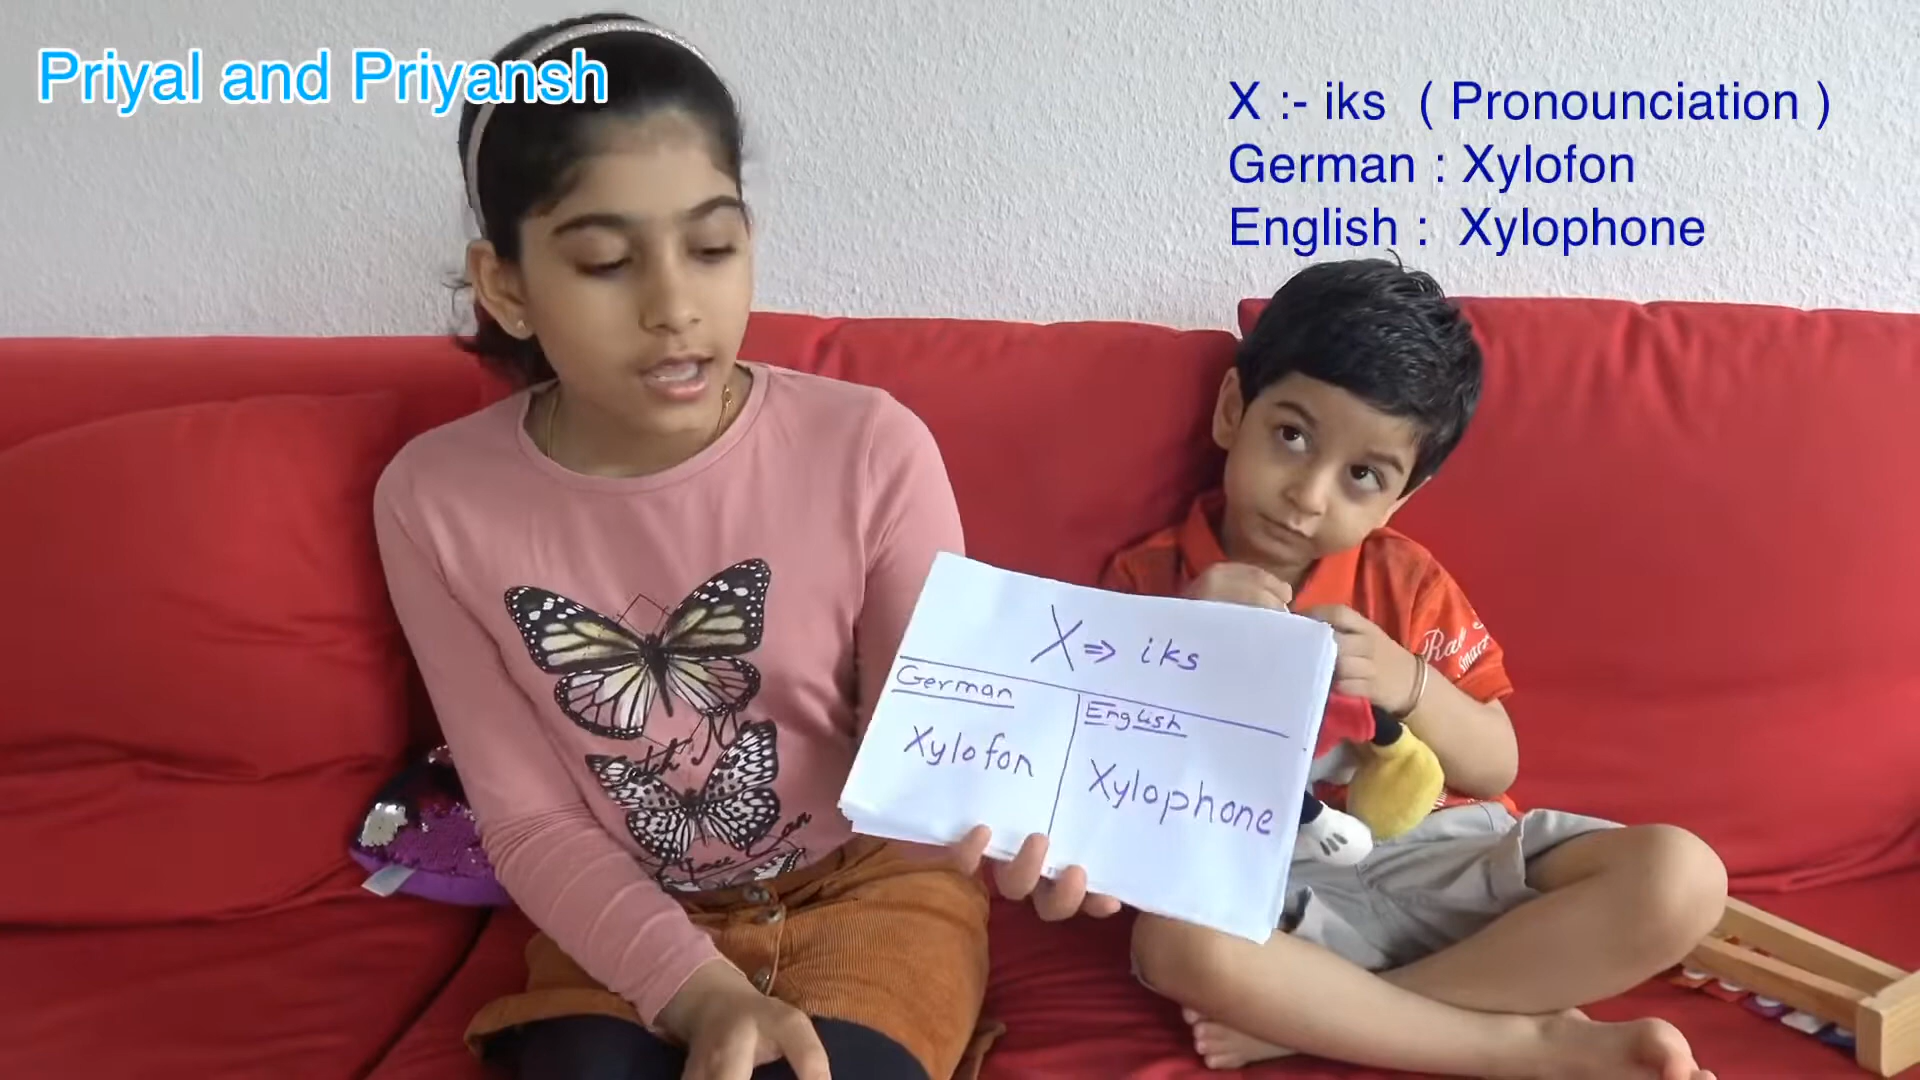 Priyal and Priyansh
X :- iks ( Pronounciation )
German : Xylofon
English : Xylophone
X ⇒ iks
German
Xylofon
English
Xylophone